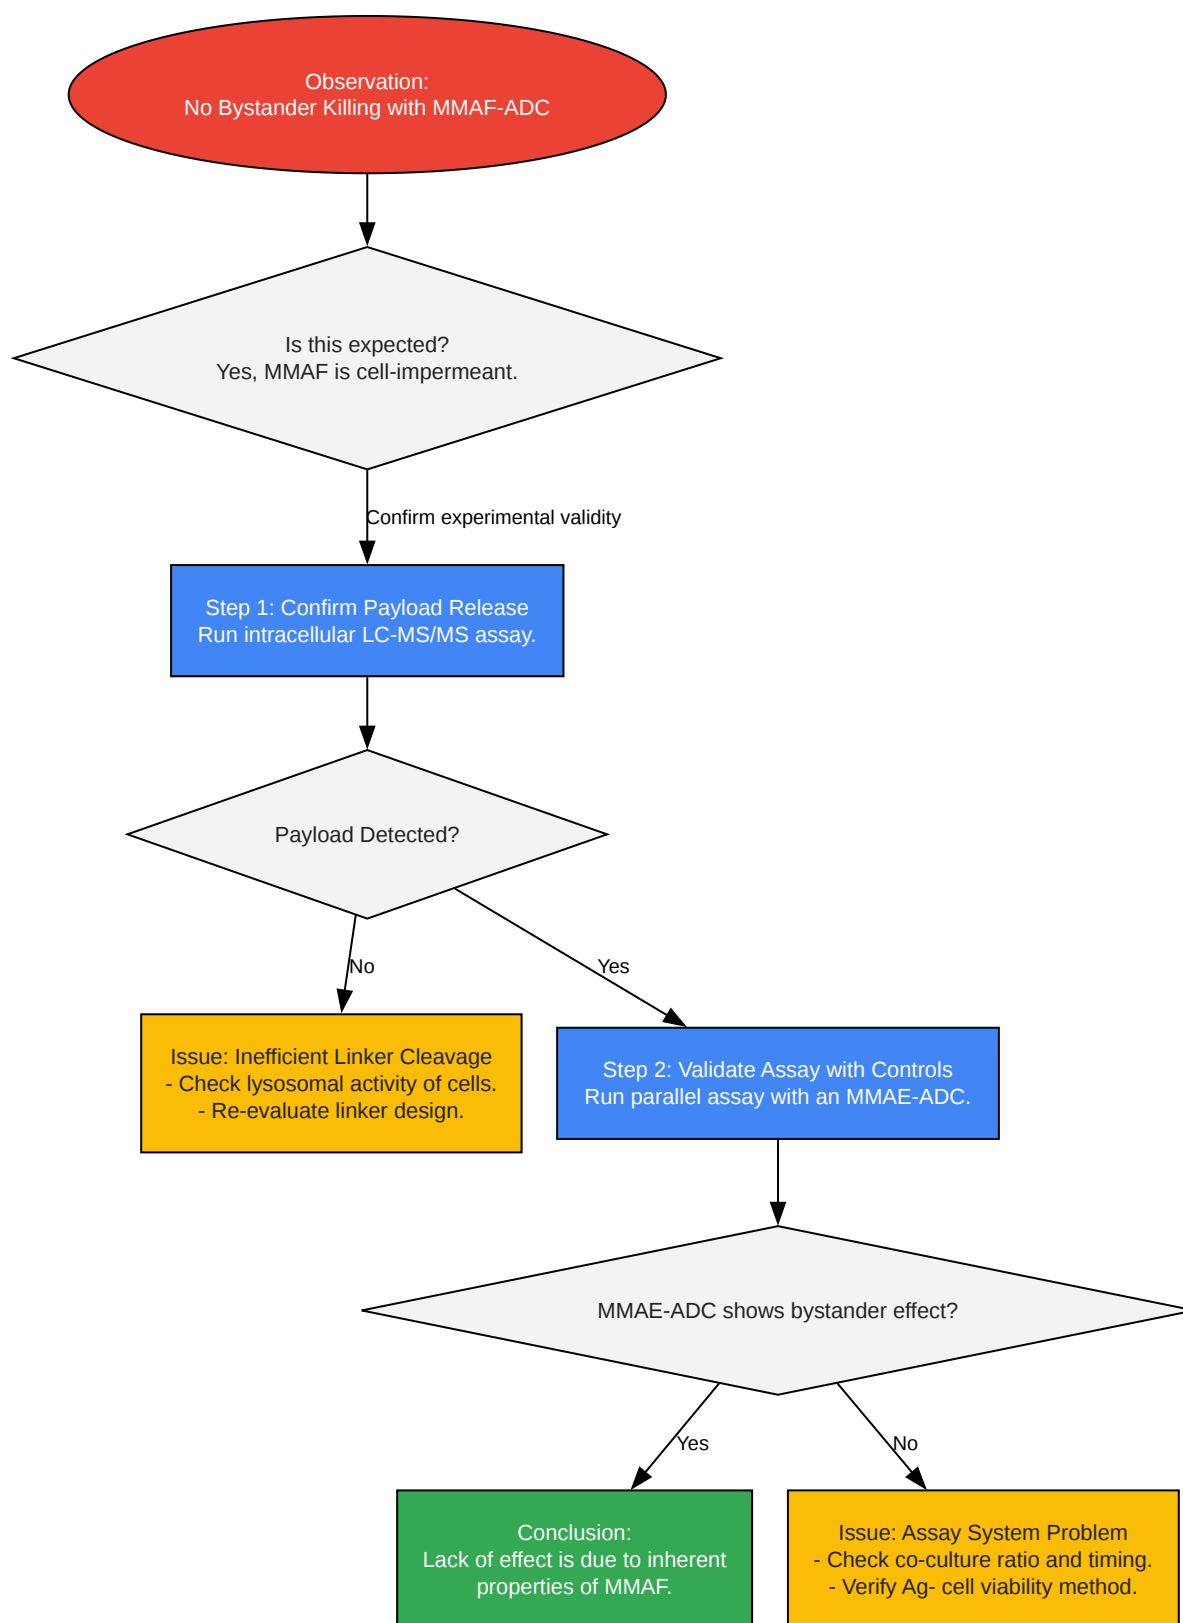 Observation:
No Bystander Killing with MMAF-ADC
Is this expected?
Yes, MMAF is cell-impermeant.
Confirm experimental validity
Step 1: Confirm Payload Release
Run intracellular LC-MS/MS assay.
Payload Detected?
No
Yes
Issue: Inefficient Linker Cleavage
- Check lysosomal activity of cells.
- Re-evaluate linker design.
Step 2: Validate Assay with Controls
Run parallel assay with an MMAE-ADC.
MMAE-ADC shows bystander effect?
Yes
No
Conclusion:
Lack of effect is due to inherent
properties of MMAF.
Issue: Assay System Problem
- Check co-culture ratio and timing.
- Verify Ag- cell viability method.